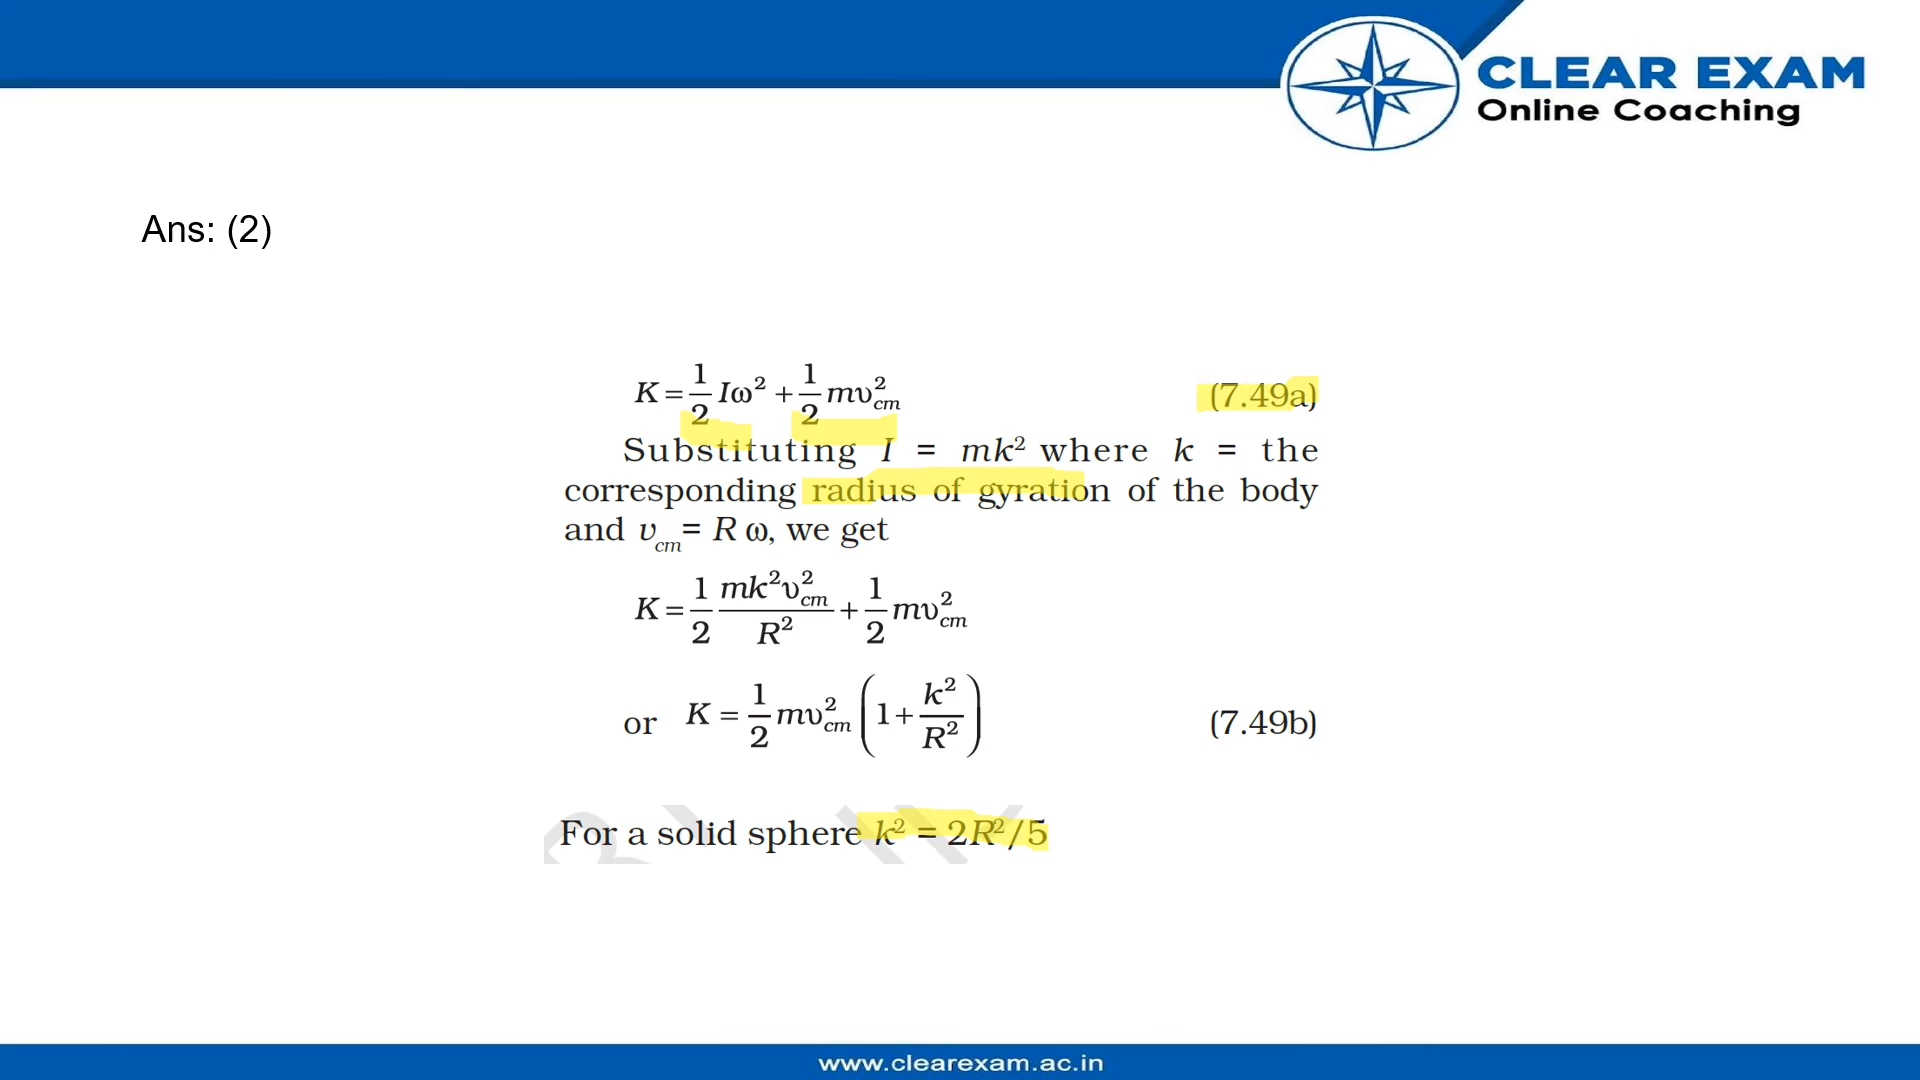 CLEAR EXAM
Online Coaching
Ans: (2)
K = 1/2 Iω² + 1/2 mυ²cm (7.49a)
Substituting I = mk² where k = the
corresponding radius of gyration of the body
and υcm = R ω, we get
K = 1/2 mk²υ²cm/R² + 1/2 mυ²cm
or K = 1/2 mυ²cm (1 + k²/R²) (7.49b)
For a solid sphere k² = 2R²/5
www.clearexam.ac.in